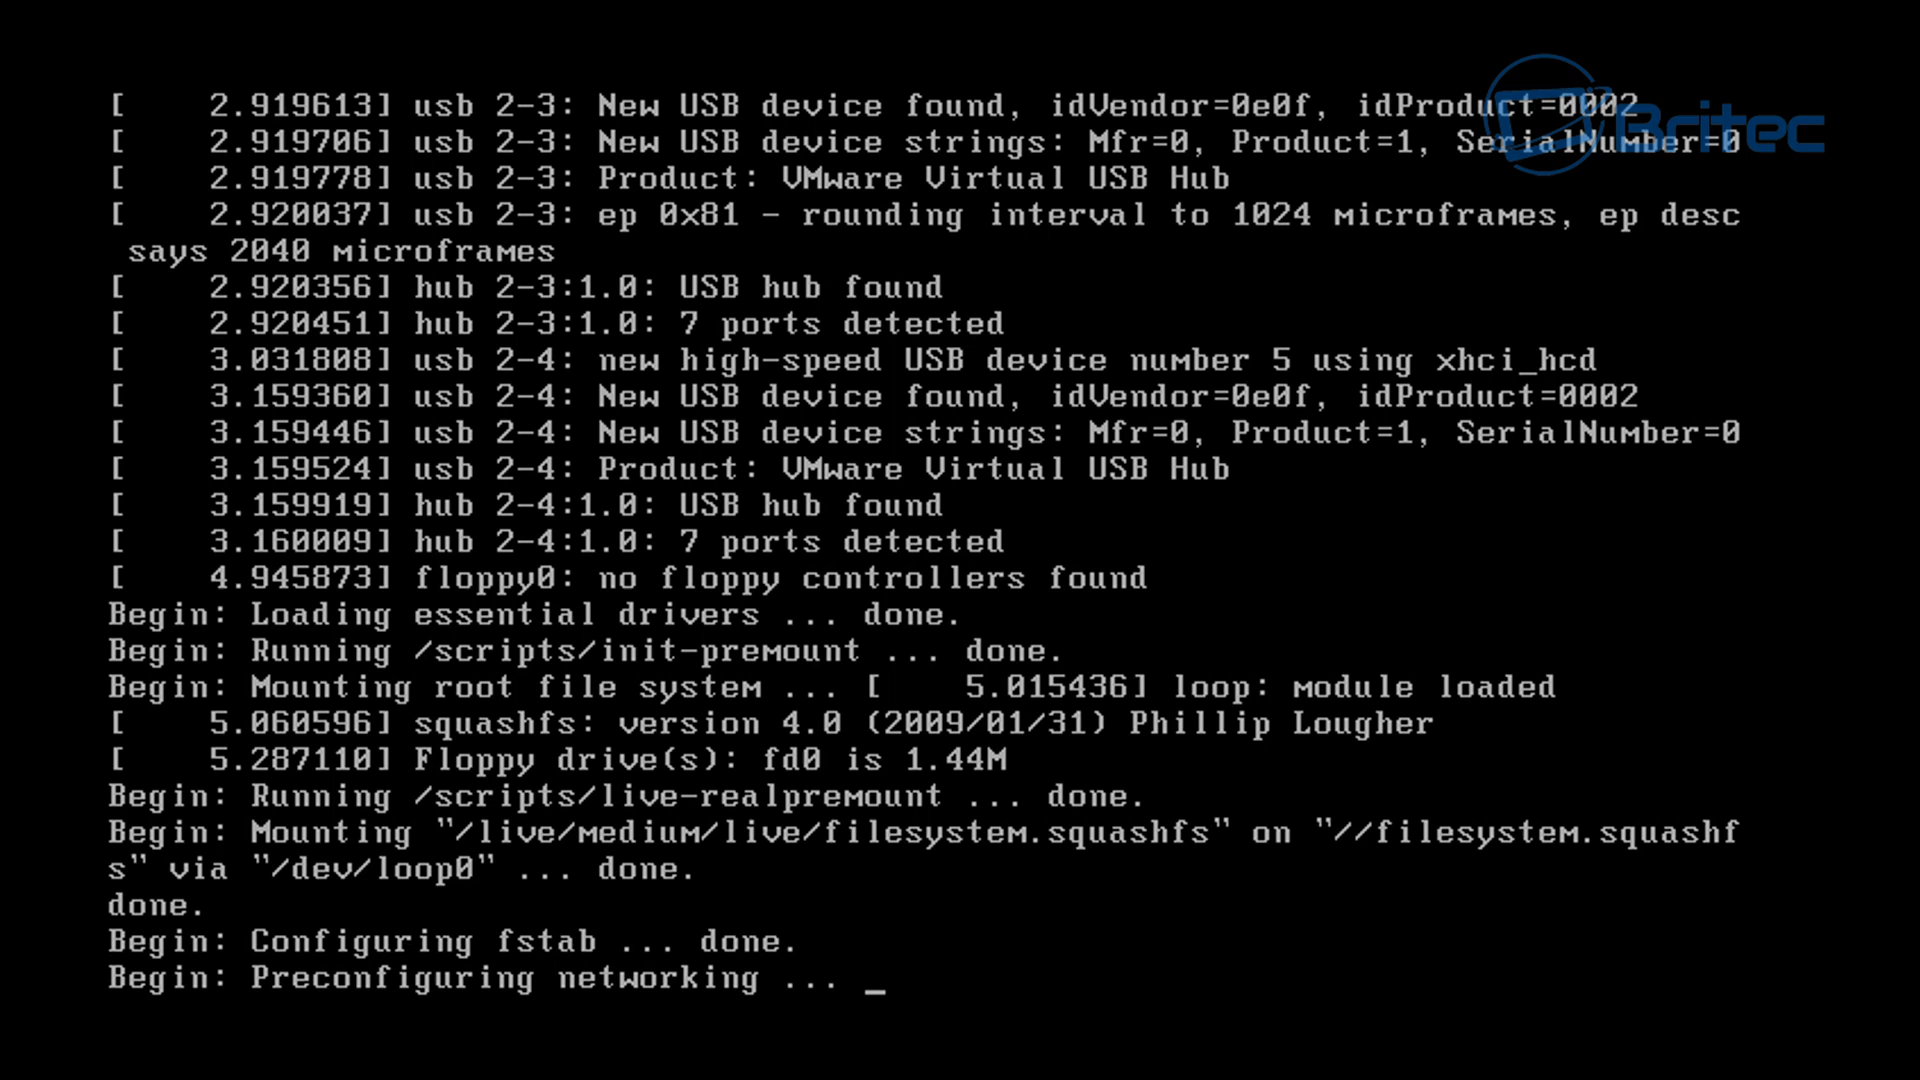 [    2.919613] usb 2-3: New USB device found, idVendor=0e0f, idProduct=0002
[    2.919706] usb 2-3: New USB device strings: Mfr=0, Product=1, SerialNumber=0
[    2.919778] usb 2-3: Product: VMware Virtual USB Hub
[    2.920037] usb 2-3: ep 0x81 - rounding interval to 1024 microframes, ep desc
 says 2040 microframes
[    2.920356] hub 2-3:1.0: USB hub found
[    2.920451] hub 2-3:1.0: 7 ports detected
[    3.031808] usb 2-4: new high-speed USB device number 5 using xhci_hcd
[    3.159360] usb 2-4: New USB device found, idVendor=0e0f, idProduct=0002
[    3.159446] usb 2-4: New USB device strings: Mfr=0, Product=1, SerialNumber=0
[    3.159524] usb 2-4: Product: VMware Virtual USB Hub
[    3.159919] hub 2-4:1.0: USB hub found
[    3.160009] hub 2-4:1.0: 7 ports detected
[    4.945873] floppy0: no floppy controllers found
Begin: Loading essential drivers ... done.
Begin: Running /scripts/init-premount ... done.
Begin: Mounting root file system ... [    5.015436] loop: module loaded
[    5.060596] squashfs: version 4.0 (2009/01/31) Phillip Lougher
[    5.287110] Floppy drive(s): fd0 is 1.44M
Begin: Running /scripts/live-realpremount ... done.
Begin: Mounting "/live/medium/live/filesystem.squashfs" on "//filesystem.squashf
s" via "/dev/loop0" ... done.
done.
Begin: Configuring fstab ... done.
Begin: Preconfiguring networking ... _
Britec